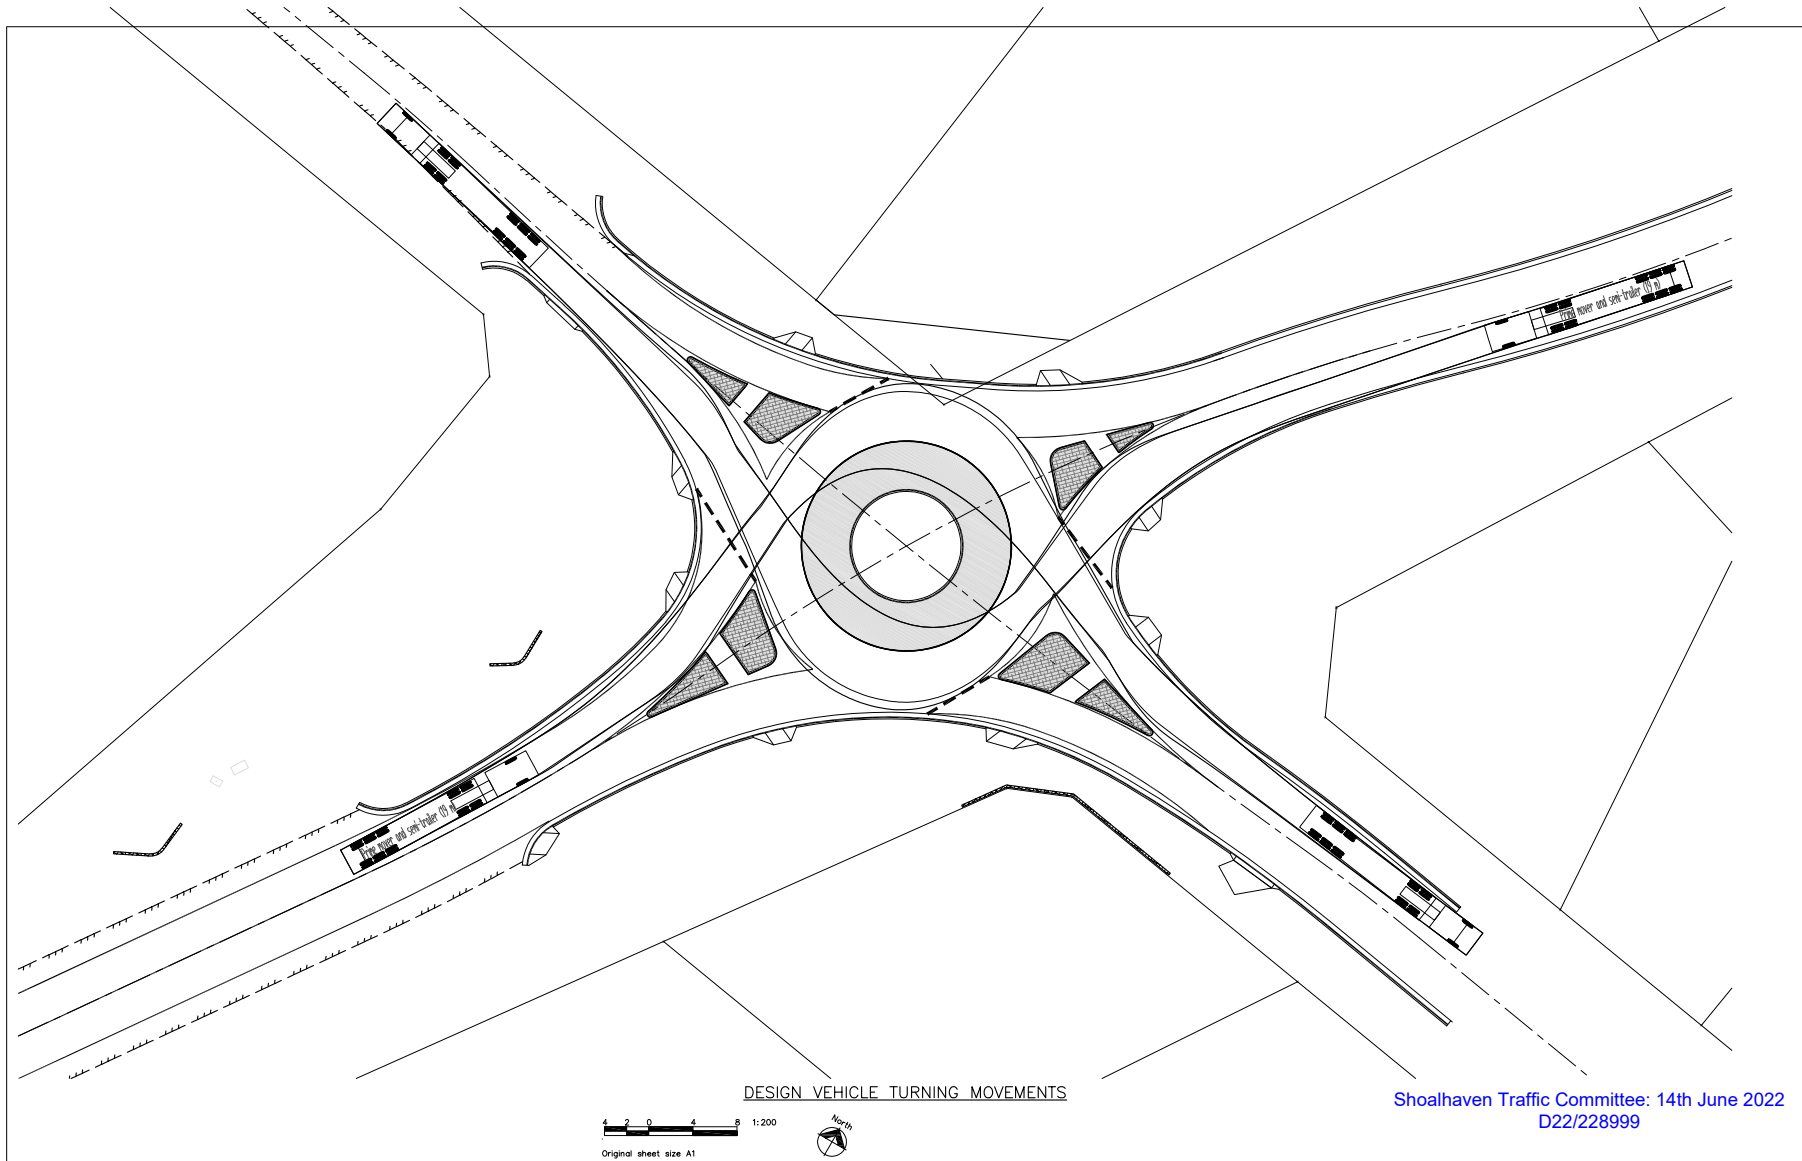 Prime mover and semi-trailer (19 m)
Prime mover and semi-trailer (19 m)
DESIGN VEHICLE TURNING MOVEMENTS
4 2 0 4 8 1:200
North
Original sheet size A1
Shoalhaven Traffic Committee: 14th June 2022
D22/228999